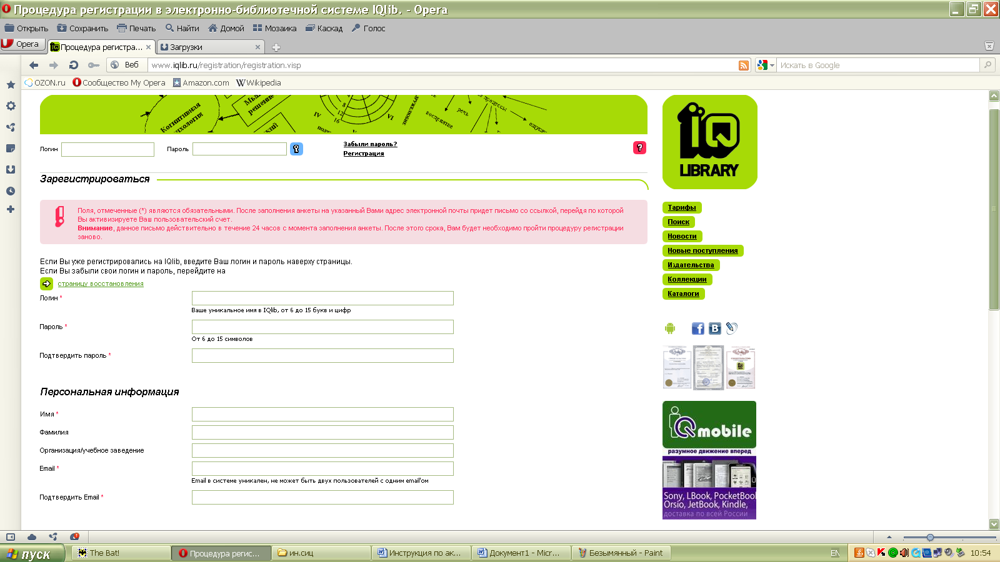 Процедура регистрации в электронно-библиотечной системе IQlib. - Opera
Открыть Сохранить Печать Найти Домой Мозаика Каскад Голос
Opera Процедура регистра... Загрузки
Веб www.iqlib.ru/registration/registration.visp Искать в Google
OZON.ru Сообщество My Opera Amazon.com Wikipedia
Когнитивная
решение
IV
8
12
16
VI
восприятие
речь
процессы
Логин Пароль Забыли пароль?
Регистрация
?
IQ
LIBRARY
Зарегистрироваться
Поля, отмеченные (*) являются обязательными. После заполнения анкеты на указанный Вами адрес электронной почты придет письмо со ссылкой, перейдя по которой
Вы активизируете Ваш пользовательский счет.
Внимание, данное письмо действительно в течение 24 часов с момента заполнения анкеты. После этого срока, Вам будет необходимо пройти процедуру регистрации
заново.
Если Вы уже регистрировались на IQlib, введите Ваш логин и пароль наверху страницы.
Если Вы забыли свои логин и пароль, перейдите на
страницу восстановления
Логин *
Ваше уникальное имя в IQlib, от 6 до 15 букв и цифр
Пароль *
От 6 до 15 символов
Подтвердить пароль *
Персональная информация
Имя *
Фамилия
Организация/учебное заведение
Email *
Email в системе уникален, не может быть двух пользователей с одним email'ом
Подтвердить Email *
Тарифы
Поиск
Новости
Новые поступления
Издательства
Коллекции
Каталоги
IQ mobile
разумное движение вперед
Sony, LBook, PocketBook
Orsio, JetBook, Kindle,
доставка по всей России
пуск The Bat! Процедура регис... ин.сиц Инструкция по ак... Документ1 - Micr... Безымянный - Paint EN 10:54